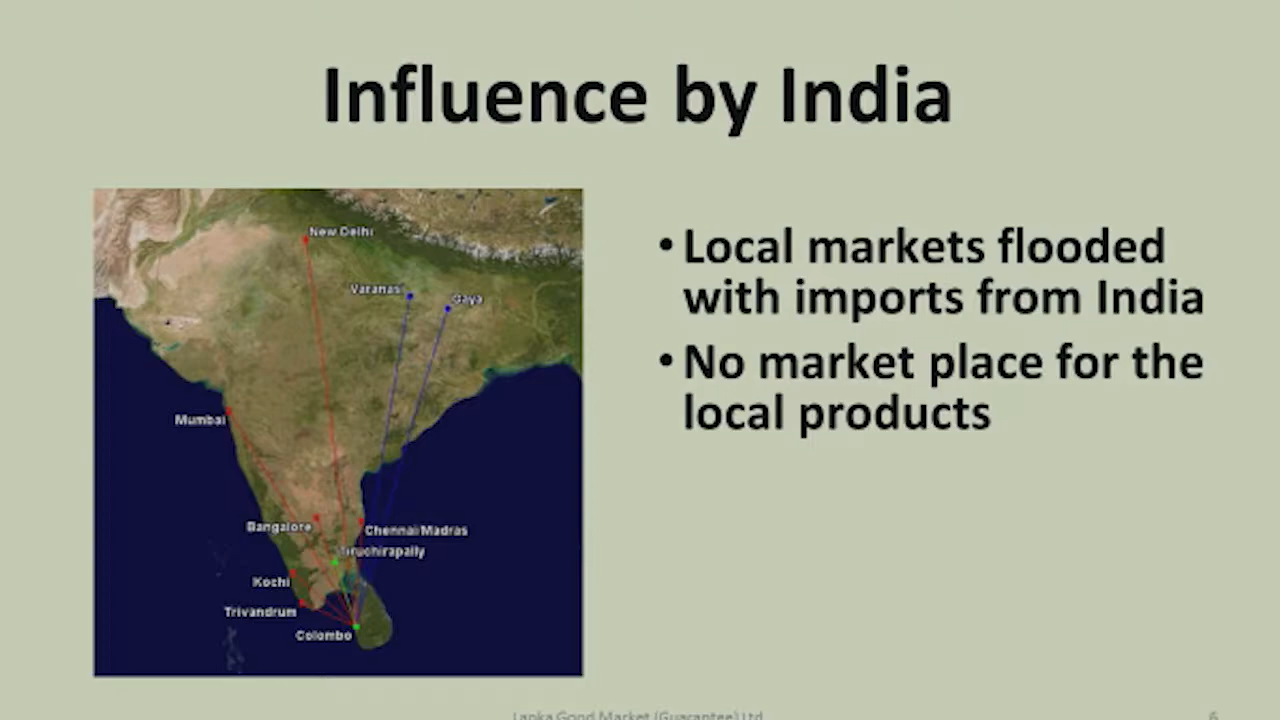 Influence by India
New Delhi
Varanasi
Gaya
Mumbai
Bangalore
Chennai/Madras
Tiruchirapally
Kochi
Trivandrum
Colombo
• Local markets flooded
with imports from India
• No market place for the
local products
Lanka Good Market (Guarantee) Ltd
6